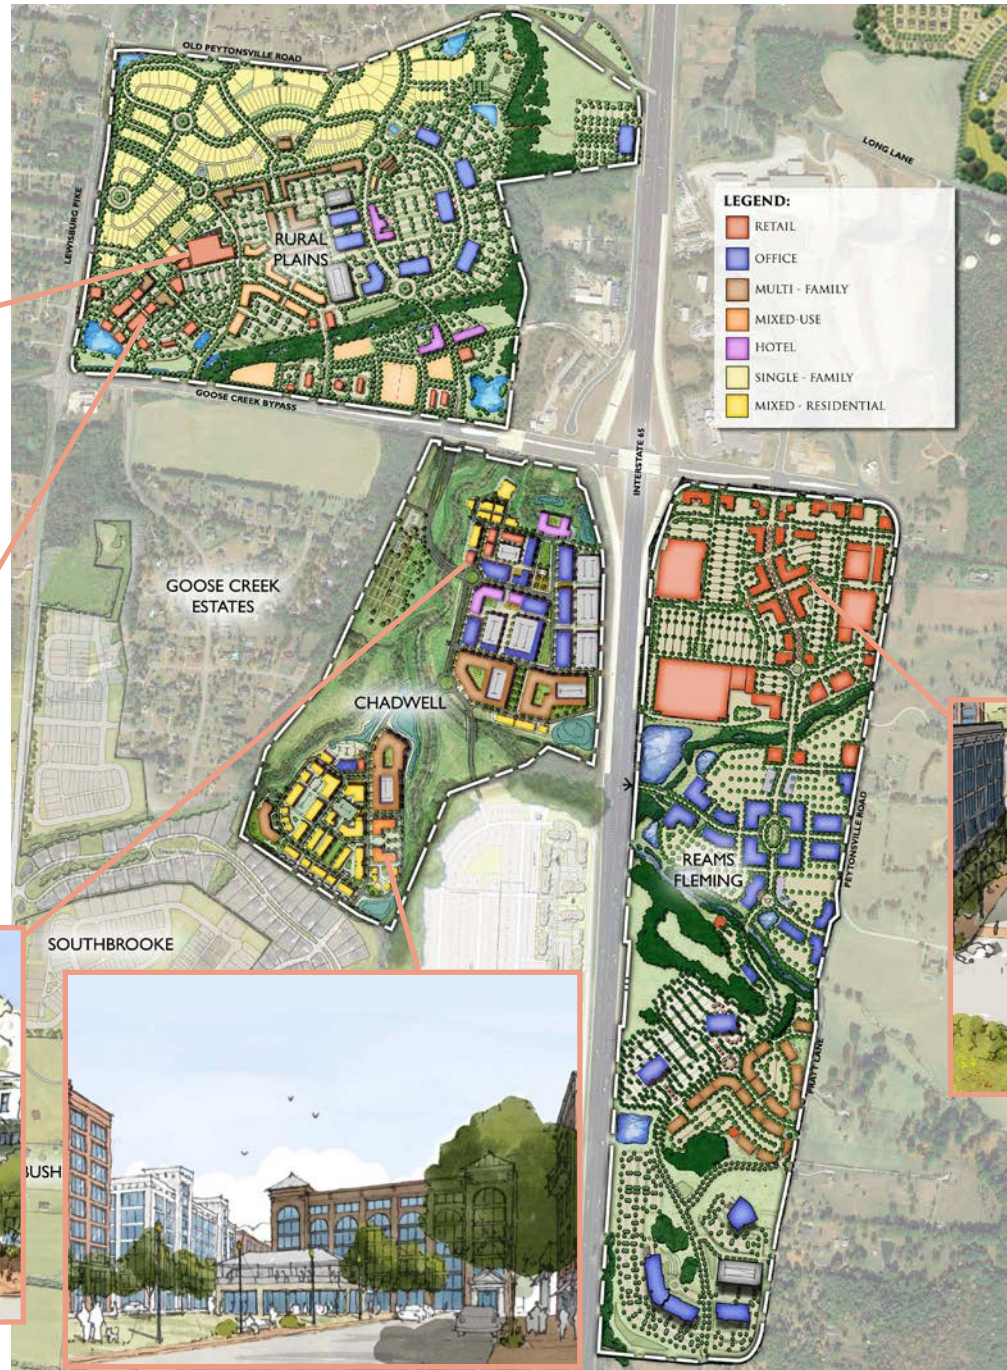 OLD PEYTONSVILLE ROAD
LONG LANE
LEWISBURG PIKE
LEGEND:
RETAIL
OFFICE
MULTI - FAMILY
MIXED-USE
HOTEL
SINGLE - FAMILY
MIXED - RESIDENTIAL
RURAL
PLAINS
GOOSE CREEK BYPASS
INTERSTATE 65
GOOSE CREEK
ESTATES
CHADWELL
PEYTONSVILLE ROAD
REAMS
FLEMING
SOUTHBROOKE
PRATT LANE
BUSH